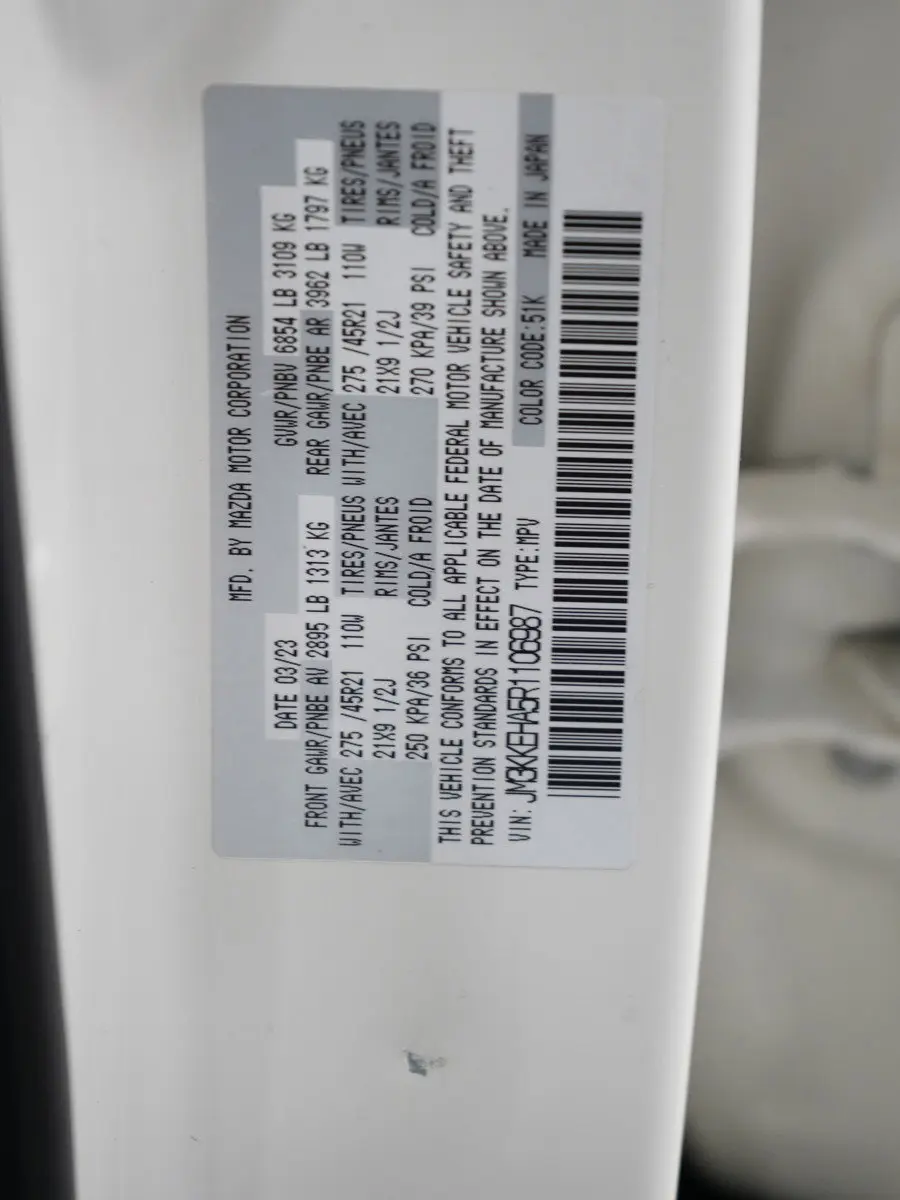 MFD. BY MAZDA MOTOR CORPORATION
DATE 03/23 GVWR/PNBV 6854 LB 3109 KG
FRONT GAWR/PNBE AV 2895 LB 1313 KG REAR GAWR/PNBE AR 3962 LB 1797 KG
WITH/AVEC 275 /45R21 110W TIRES/PNEUS WITH/AVEC 275 /45R21 110W TIRES/PNEUS
21X9 1/2J RIMS/JANTES 21X9 1/2J RIMS/JANTES
250 KPA/36 PSI COLD/A FROID 270 KPA/39 PSI COLD/A FROID
THIS VEHICLE CONFORMS TO ALL APPLICABLE FEDERAL MOTOR VEHICLE SAFETY AND THEFT
PREVENTION STANDARDS IN EFFECT ON THE DATE OF MANUFACTURE SHOWN ABOVE.
VIN: JM3KKEHA5R1106987 TYPE:MPV COLOR CODE:51K MADE IN JAPAN